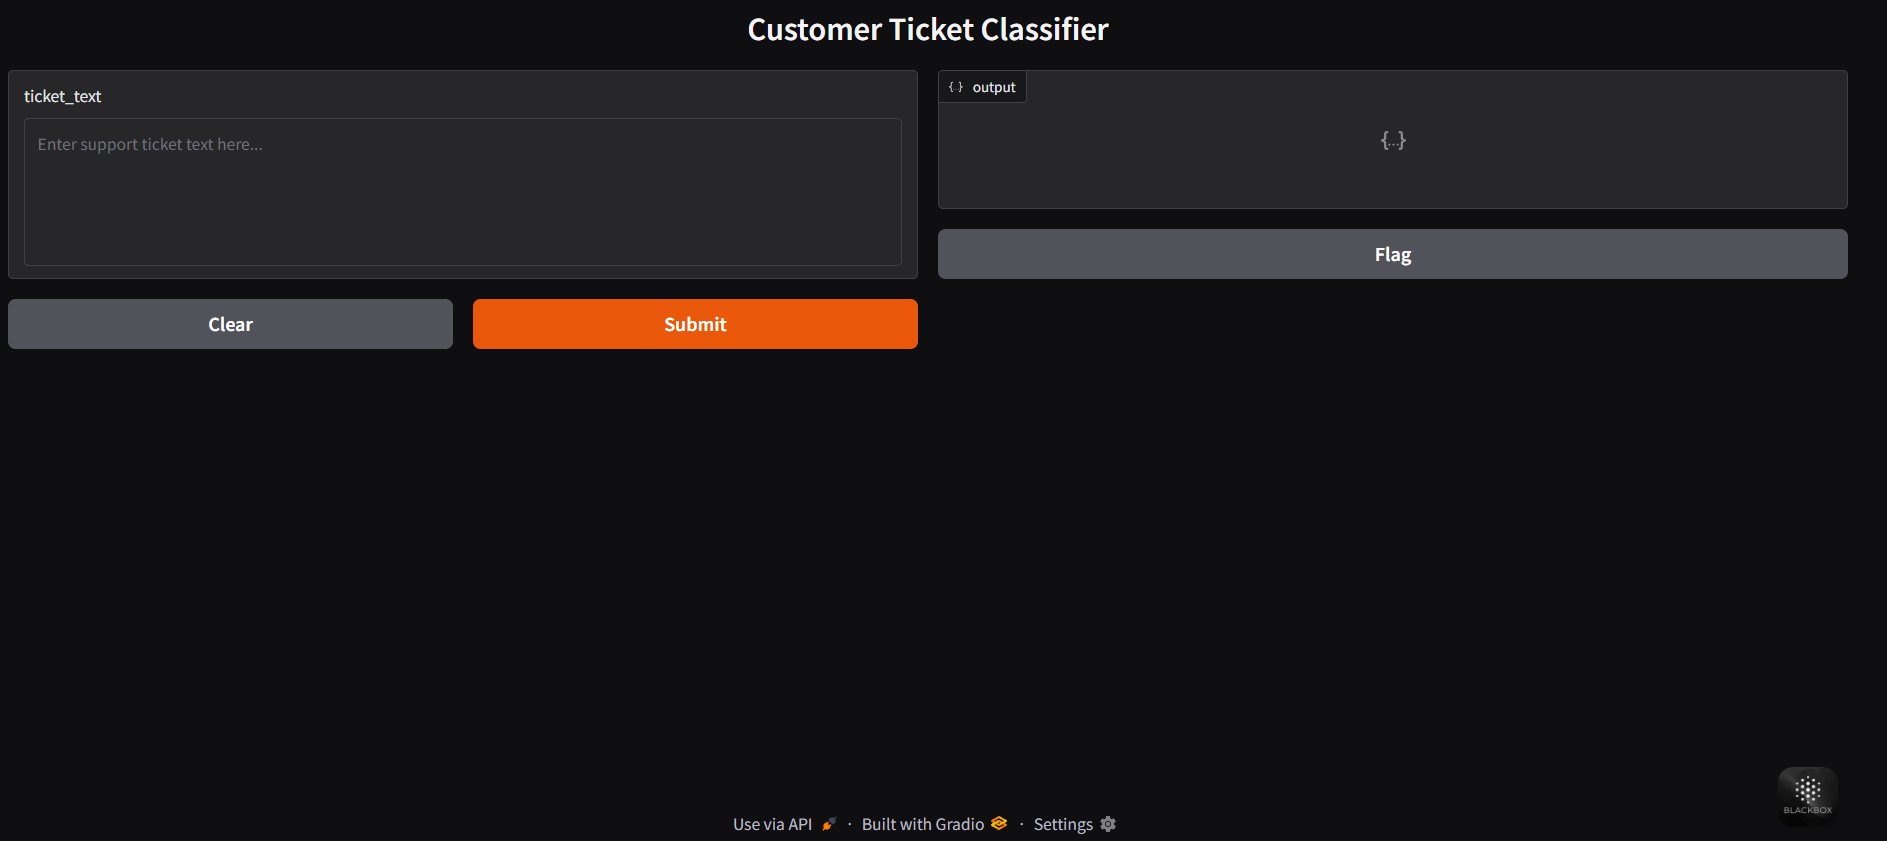 Customer Ticket Classifier
ticket_text
Enter support ticket text here...
{..} output
{...}
Flag
Clear
Submit
BLACKBOX
Use via API · Built with Gradio · Settings